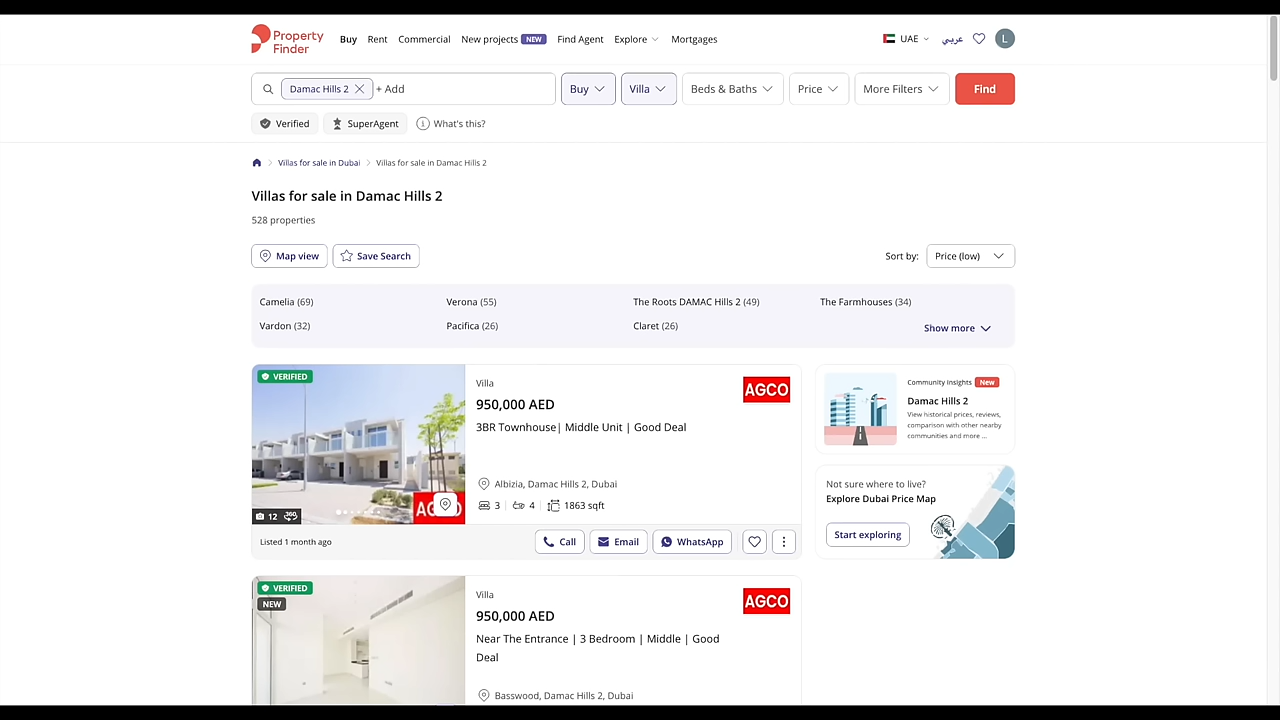 Property
Finder
Buy
Rent
Commercial
New projects NEW
Find Agent
Explore
Mortgages
UAE
عربي
L
Damac Hills 2
+ Add
Buy
Villa
Beds & Baths
Price
More Filters
Find
Verified
SuperAgent
What's this?
Villas for sale in Dubai
Villas for sale in Damac Hills 2
Villas for sale in Damac Hills 2
528 properties
Map view
Save Search
Sort by:
Price (low)
Camelia (69)
Verona (55)
The Roots DAMAC Hills 2 (49)
The Farmhouses (34)
Vardon (32)
Pacifica (26)
Claret (26)
Show more
VERIFIED
12
360
Villa
950,000 AED
3BR Townhouse| Middle Unit | Good Deal
AGCO
Albizia, Damac Hills 2, Dubai
3
4
1863 sqft
Listed 1 month ago
Call
Email
WhatsApp
Community Insights New
Damac Hills 2
View historical prices, reviews,
comparison with other nearby
communities and more ...
Not sure where to live?
Explore Dubai Price Map
Start exploring
VERIFIED
NEW
Villa
950,000 AED
Near The Entrance | 3 Bedroom | Middle | Good
Deal
AGCO
Basswood, Damac Hills 2, Dubai